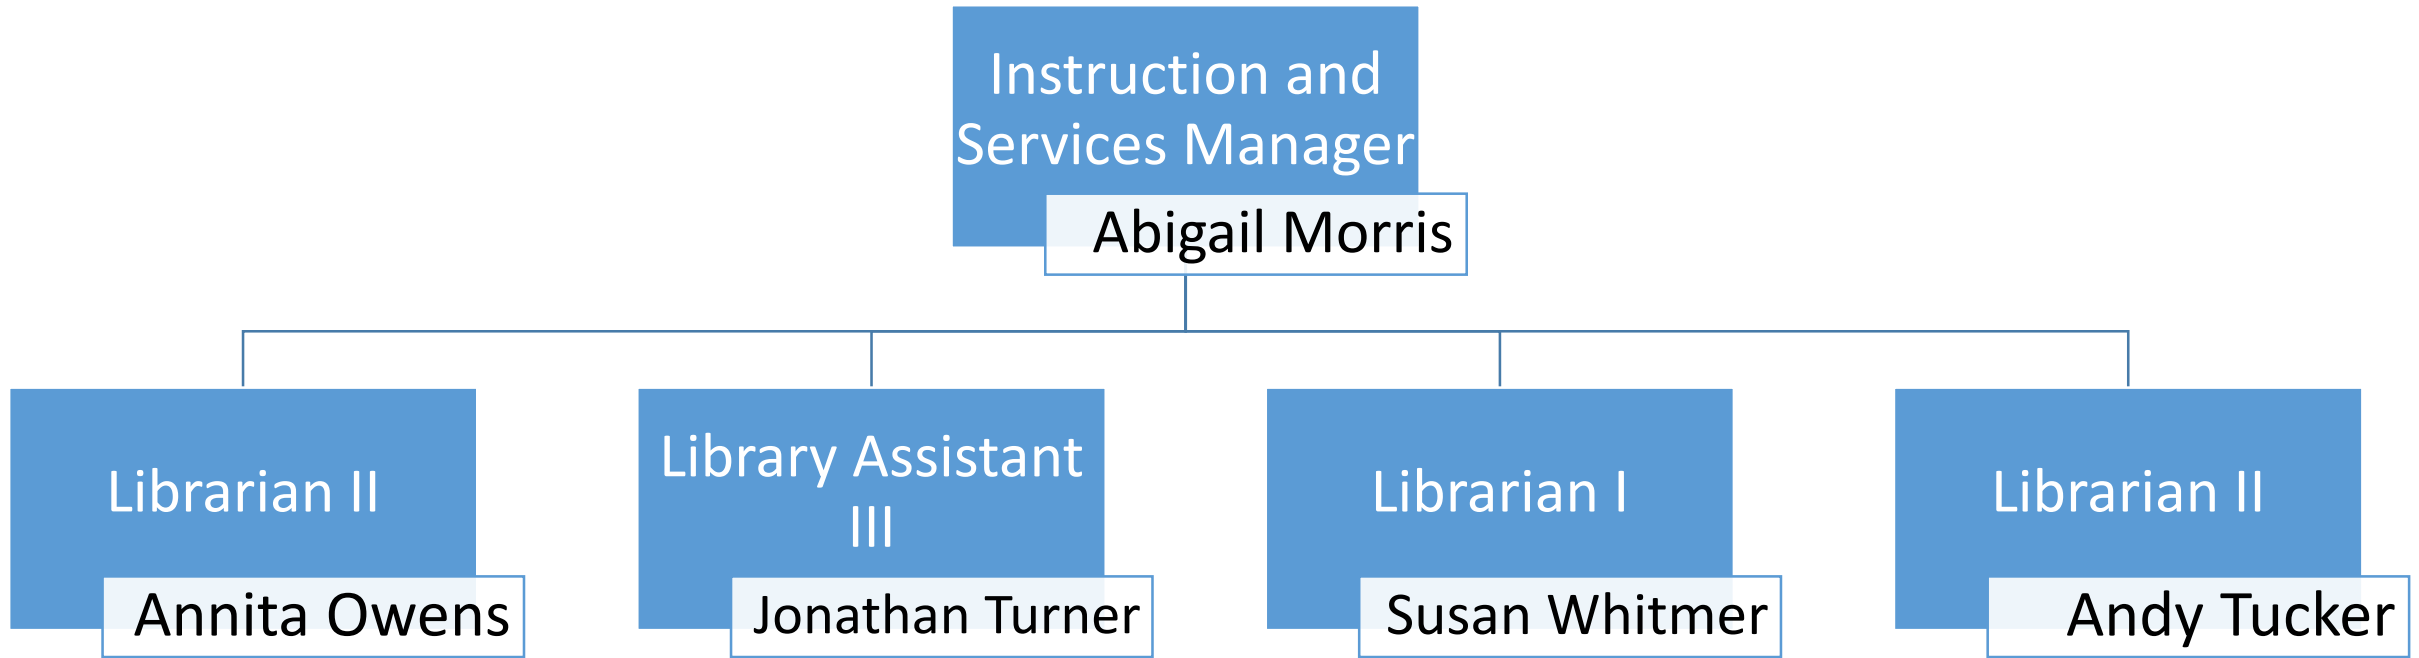 Instruction and
Services Manager
Abigail Morris
Librarian II
Annita Owens
Library Assistant
III
Jonathan Turner
Librarian I
Susan Whitmer
Librarian II
Andy Tucker